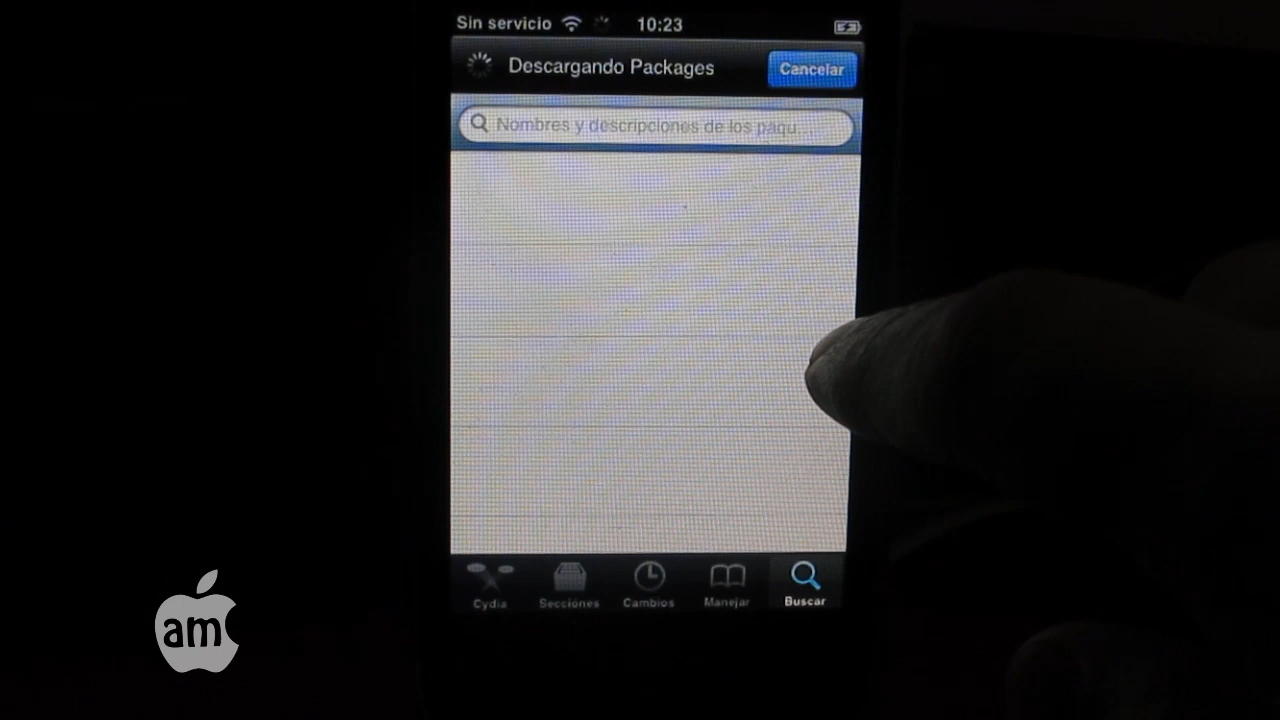 Sin servicio 10:23
Descargando Packages Cancelar
Nombres y descripciones de los paqu...
Cydia Secciones Cambios Manejar Buscar
am